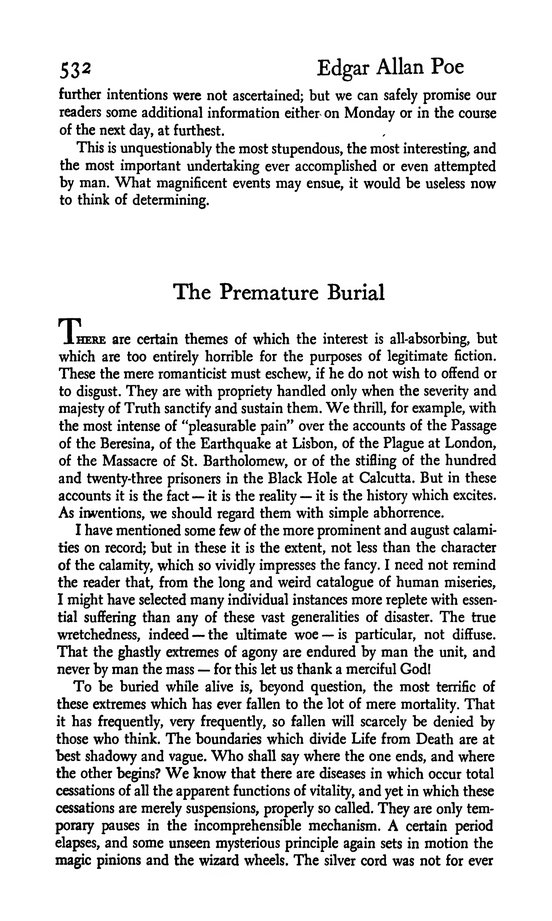 532 Edgar Allan Poe
further intentions were not ascertained; but we can safely promise our
readers some additional information either on Monday or in the course
of the next day, at furthest.
This is unquestionably the most stupendous, the most interesting, and
the most important undertaking ever accomplished or even attempted
by man. What magnificent events may ensue, it would be useless now
to think of determining.
The Premature Burial
THERE are certain themes of which the interest is all-absorbing, but
which are too entirely horrible for the purposes of legitimate fiction.
These the mere romanticist must eschew, if he do not wish to offend or
to disgust. They are with propriety handled only when the severity and
majesty of Truth sanctify and sustain them. We thrill, for example, with
the most intense of "pleasurable pain" over the accounts of the Passage
of the Beresina, of the Earthquake at Lisbon, of the Plague at London,
of the Massacre of St. Bartholomew, or of the stifling of the hundred
and twenty-three prisoners in the Black Hole at Calcutta. But in these
accounts it is the fact — it is the reality — it is the history which excites.
As inventions, we should regard them with simple abhorrence.
I have mentioned some few of the more prominent and august calami-
ties on record; but in these it is the extent, not less than the character
of the calamity, which so vividly impresses the fancy. I need not remind
the reader that, from the long and weird catalogue of human miseries,
I might have selected many individual instances more replete with essen-
tial suffering than any of these vast generalities of disaster. The true
wretchedness, indeed — the ultimate woe — is particular, not diffuse.
That the ghastly extremes of agony are endured by man the unit, and
never by man the mass — for this let us thank a merciful God!
To be buried while alive is, beyond question, the most terrific of
these extremes which has ever fallen to the lot of mere mortality. That
it has frequently, very frequently, so fallen will scarcely be denied by
those who think. The boundaries which divide Life from Death are at
best shadowy and vague. Who shall say where the one ends, and where
the other begins? We know that there are diseases in which occur total
cessations of all the apparent functions of vitality, and yet in which these
cessations are merely suspensions, properly so called. They are only tem-
porary pauses in the incomprehensible mechanism. A certain period
elapses, and some unseen mysterious principle again sets in motion the
magic pinions and the wizard wheels. The silver cord was not for ever